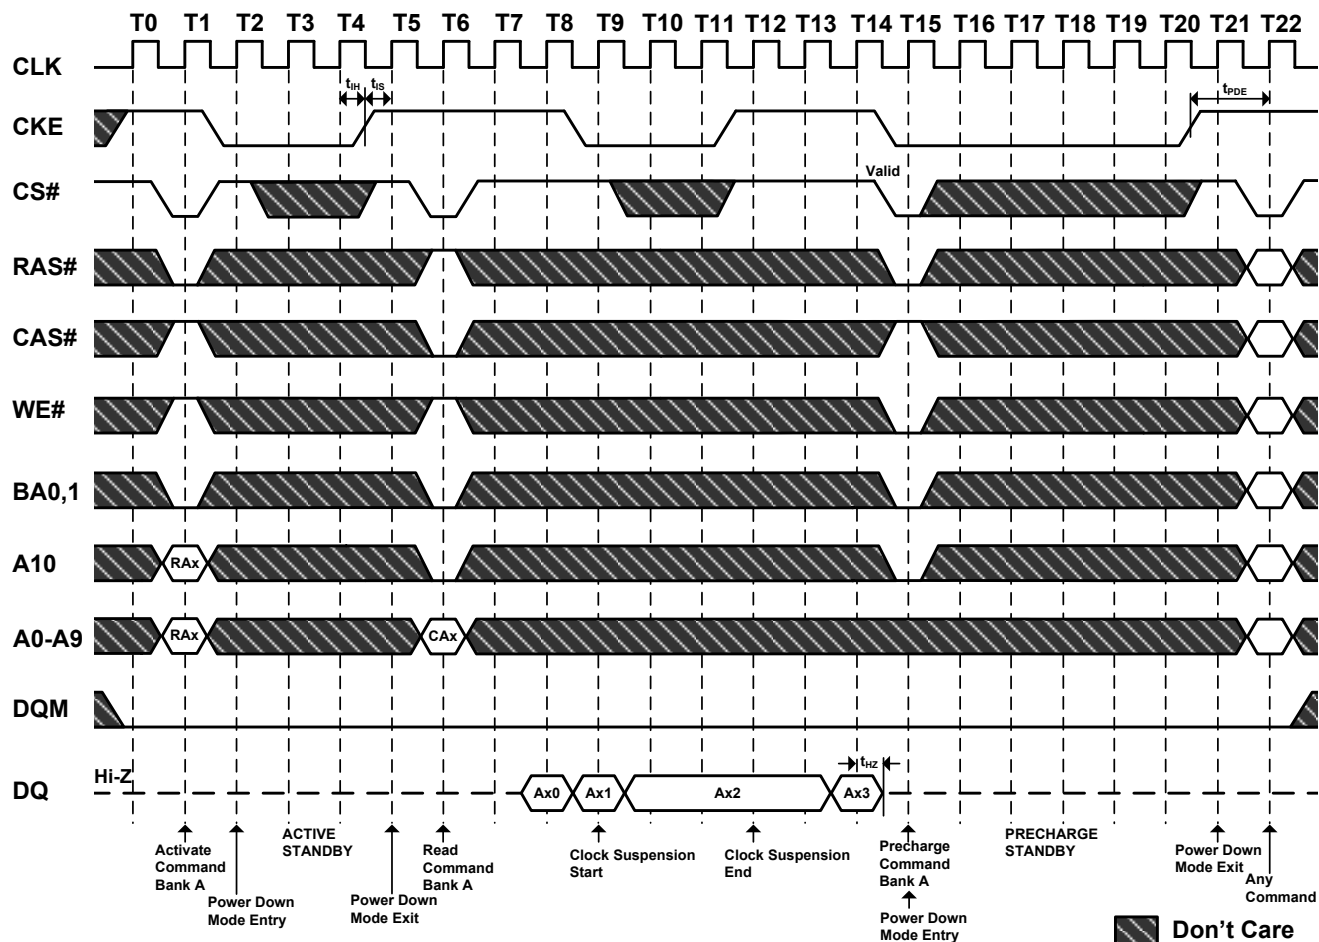 T0 T1 T2 T3 T4 T5 T6 T7 T8 T9 T10 T11 T12 T13 T14 T15 T16 T17 T18 T19 T20 T21 T22
CLK
tIH tIS tPDE
CKE
Valid
CS#
RAS#
CAS#
WE#
BA0,1
A10 RAx
A0-A9 RAx CAx
DQM
Hi-Z tHZ
DQ Ax0 Ax1 Ax2 Ax3
Activate
Command
Bank A
Power Down
Mode Entry
ACTIVE
STANDBY
Power Down
Mode Exit
Read
Command
Bank A
Clock Suspension
Start
Clock Suspension
End
Precharge
Command
Bank A
Power Down
Mode Entry
PRECHARGE
STANDBY
Power Down
Mode Exit
Any
Command
Don't Care